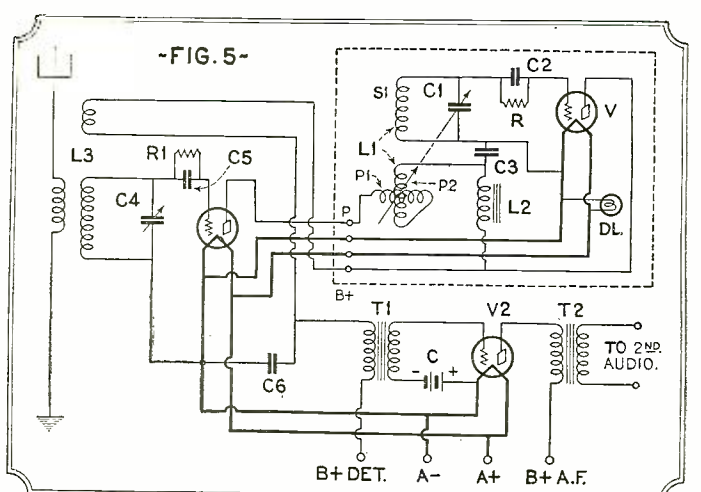 ~FIG. 5~
C2
S1
C1
R
V
L1
C3
P1
P2
L2
DL.
P
B+
L3
R1
C5
C4
C6
T1
V2
T2
C
- +
TO 2ND.
AUDIO.
B+ DET.
A-
A+
B+ A.F.